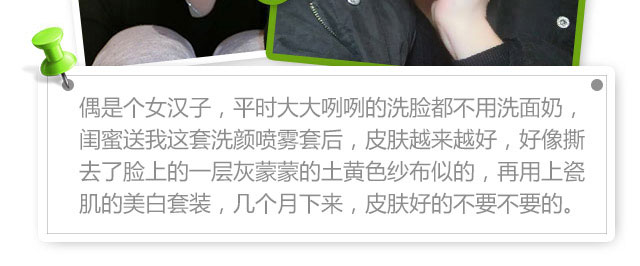 偶是个女汉子，平时大大咧咧的洗脸都不用洗面奶，
闺蜜送我这套洗颜喷雾套后，皮肤越来越好，好像撕
去了脸上的一层灰蒙蒙的土黄色纱布似的，再用上瓷
肌的美白套装，几个月下来，皮肤好的不要不要的。